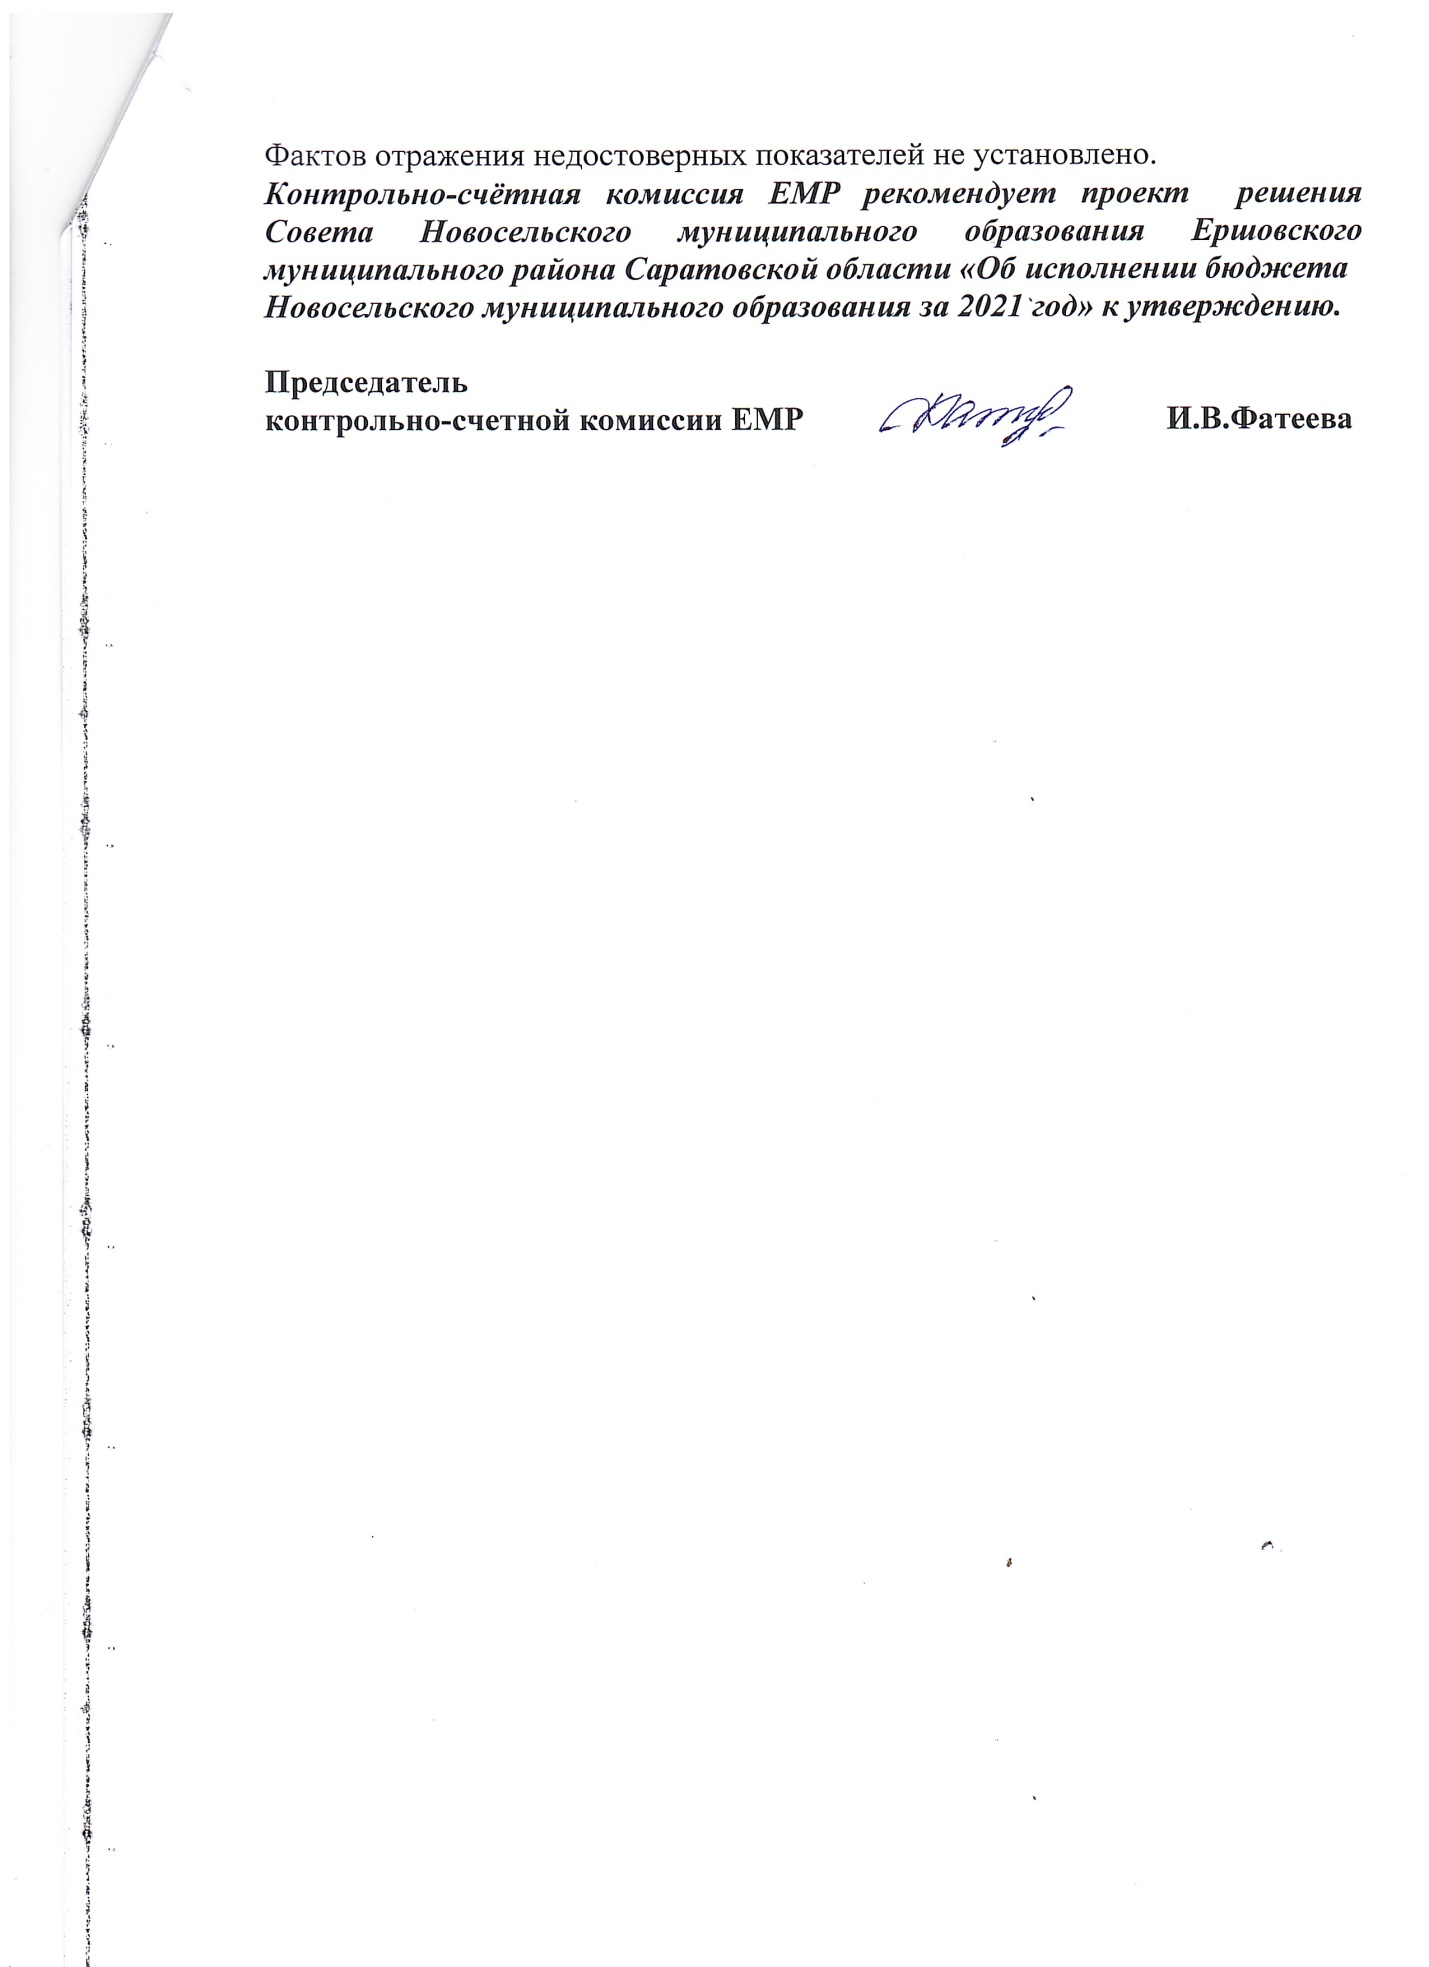 Фактов отражения недостоверных показателей не установлено.
Контрольно-счётная комиссия ЕМР рекомендует проект решения
Совета Новосельского муниципального образования Ершовского
муниципального района Саратовской области «Об исполнении бюджета
Новосельского муниципального образования за 2021 год» к утверждению.
Председатель
контрольно-счетной комиссии ЕМР И.В.Фатеева